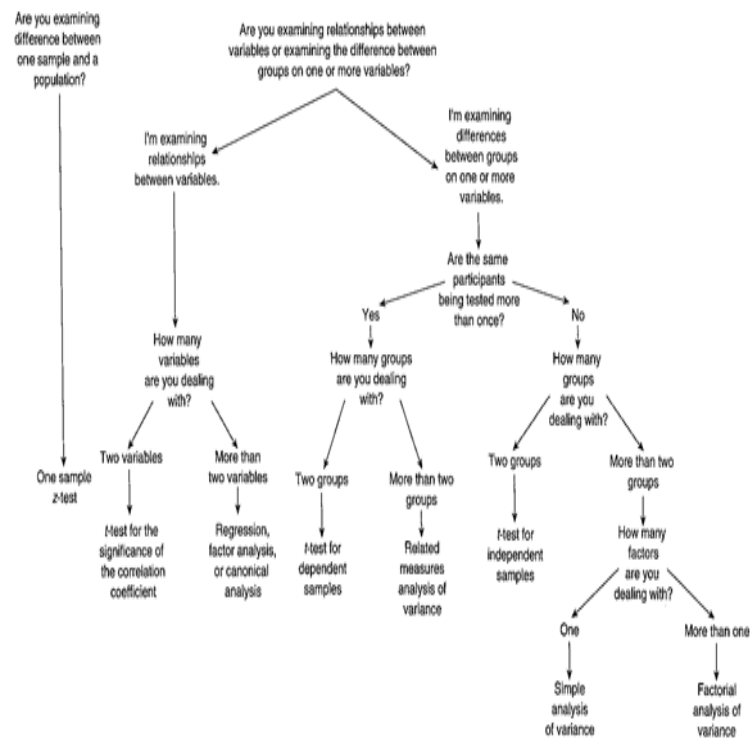 Are you examining
difference between
one sample and a
population?
Are you examining relationships between
variables or examining the difference between
groups on one or more variables?
I'm examining
relationships
between variables.
I'm examining
differences
between groups
on one or more
variables.
Are the same
participants
being tested more
than once?
Yes
No
How many
variables
are you dealing
with?
How many groups
are you dealing
with?
How many
groups
are you
dealing with?
One sample
z-test
Two variables
More than
two variables
Two groups
More than two
groups
Two groups
More than two
groups
t-test for the
significance of
the correlation
coefficient
Regression,
factor analysis,
or canonical
analysis
t-test for
dependent
samples
Related
measures
analysis of
variance
t-test for
independent
samples
How many
factors
are you
dealing with?
One
More than one
Simple
analysis
of variance
Factorial
analysis of
variance